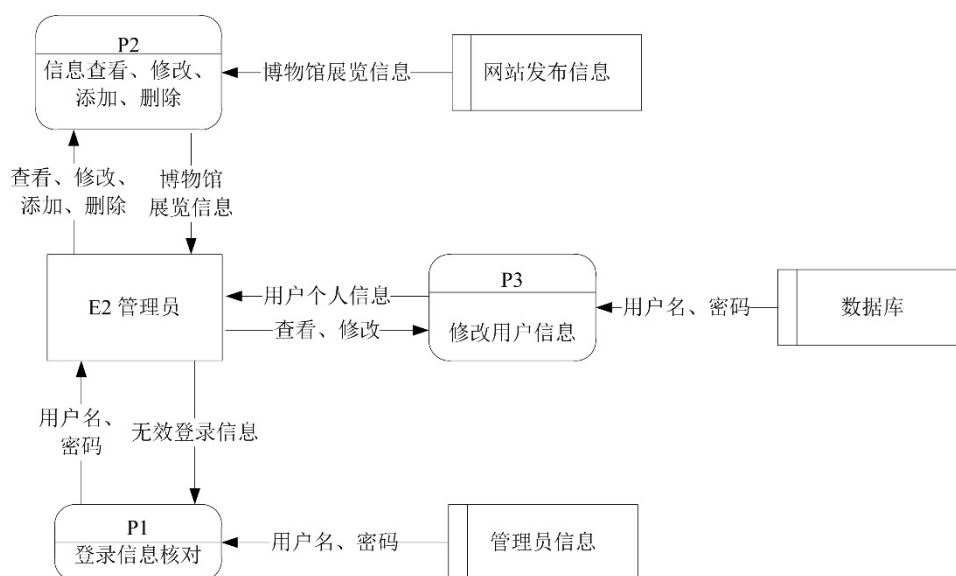 P2
信息查看、修改、
添加、删除
博物馆展览信息
网站发布信息
查看、修改、
添加、删除
博物馆
展览信息
E2 管理员
用户个人信息
查看、修改
P3
修改用户信息
用户名、密码
数据库
用户名、
密码
无效登录信息
P1
登录信息核对
用户名、密码
管理员信息